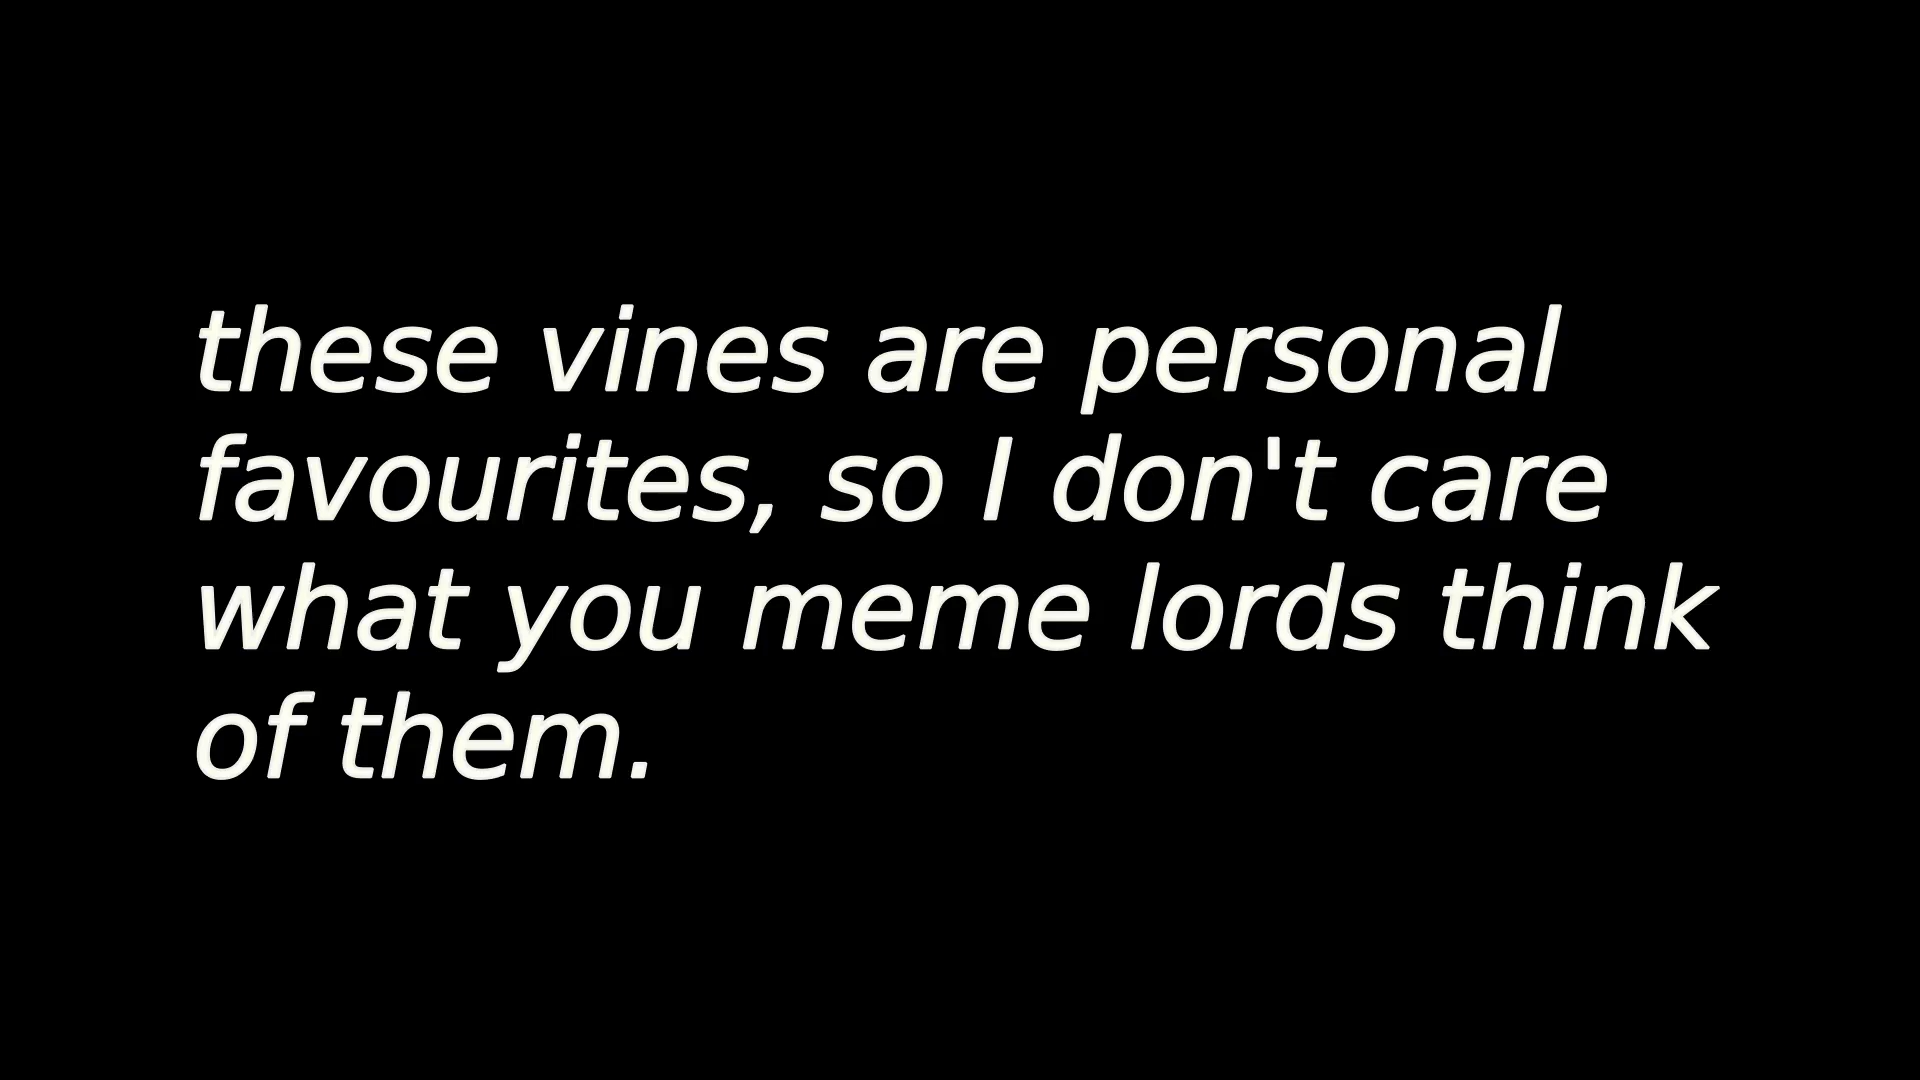 these vines are personal
favourites, so I don't care
what you meme lords think
of them.